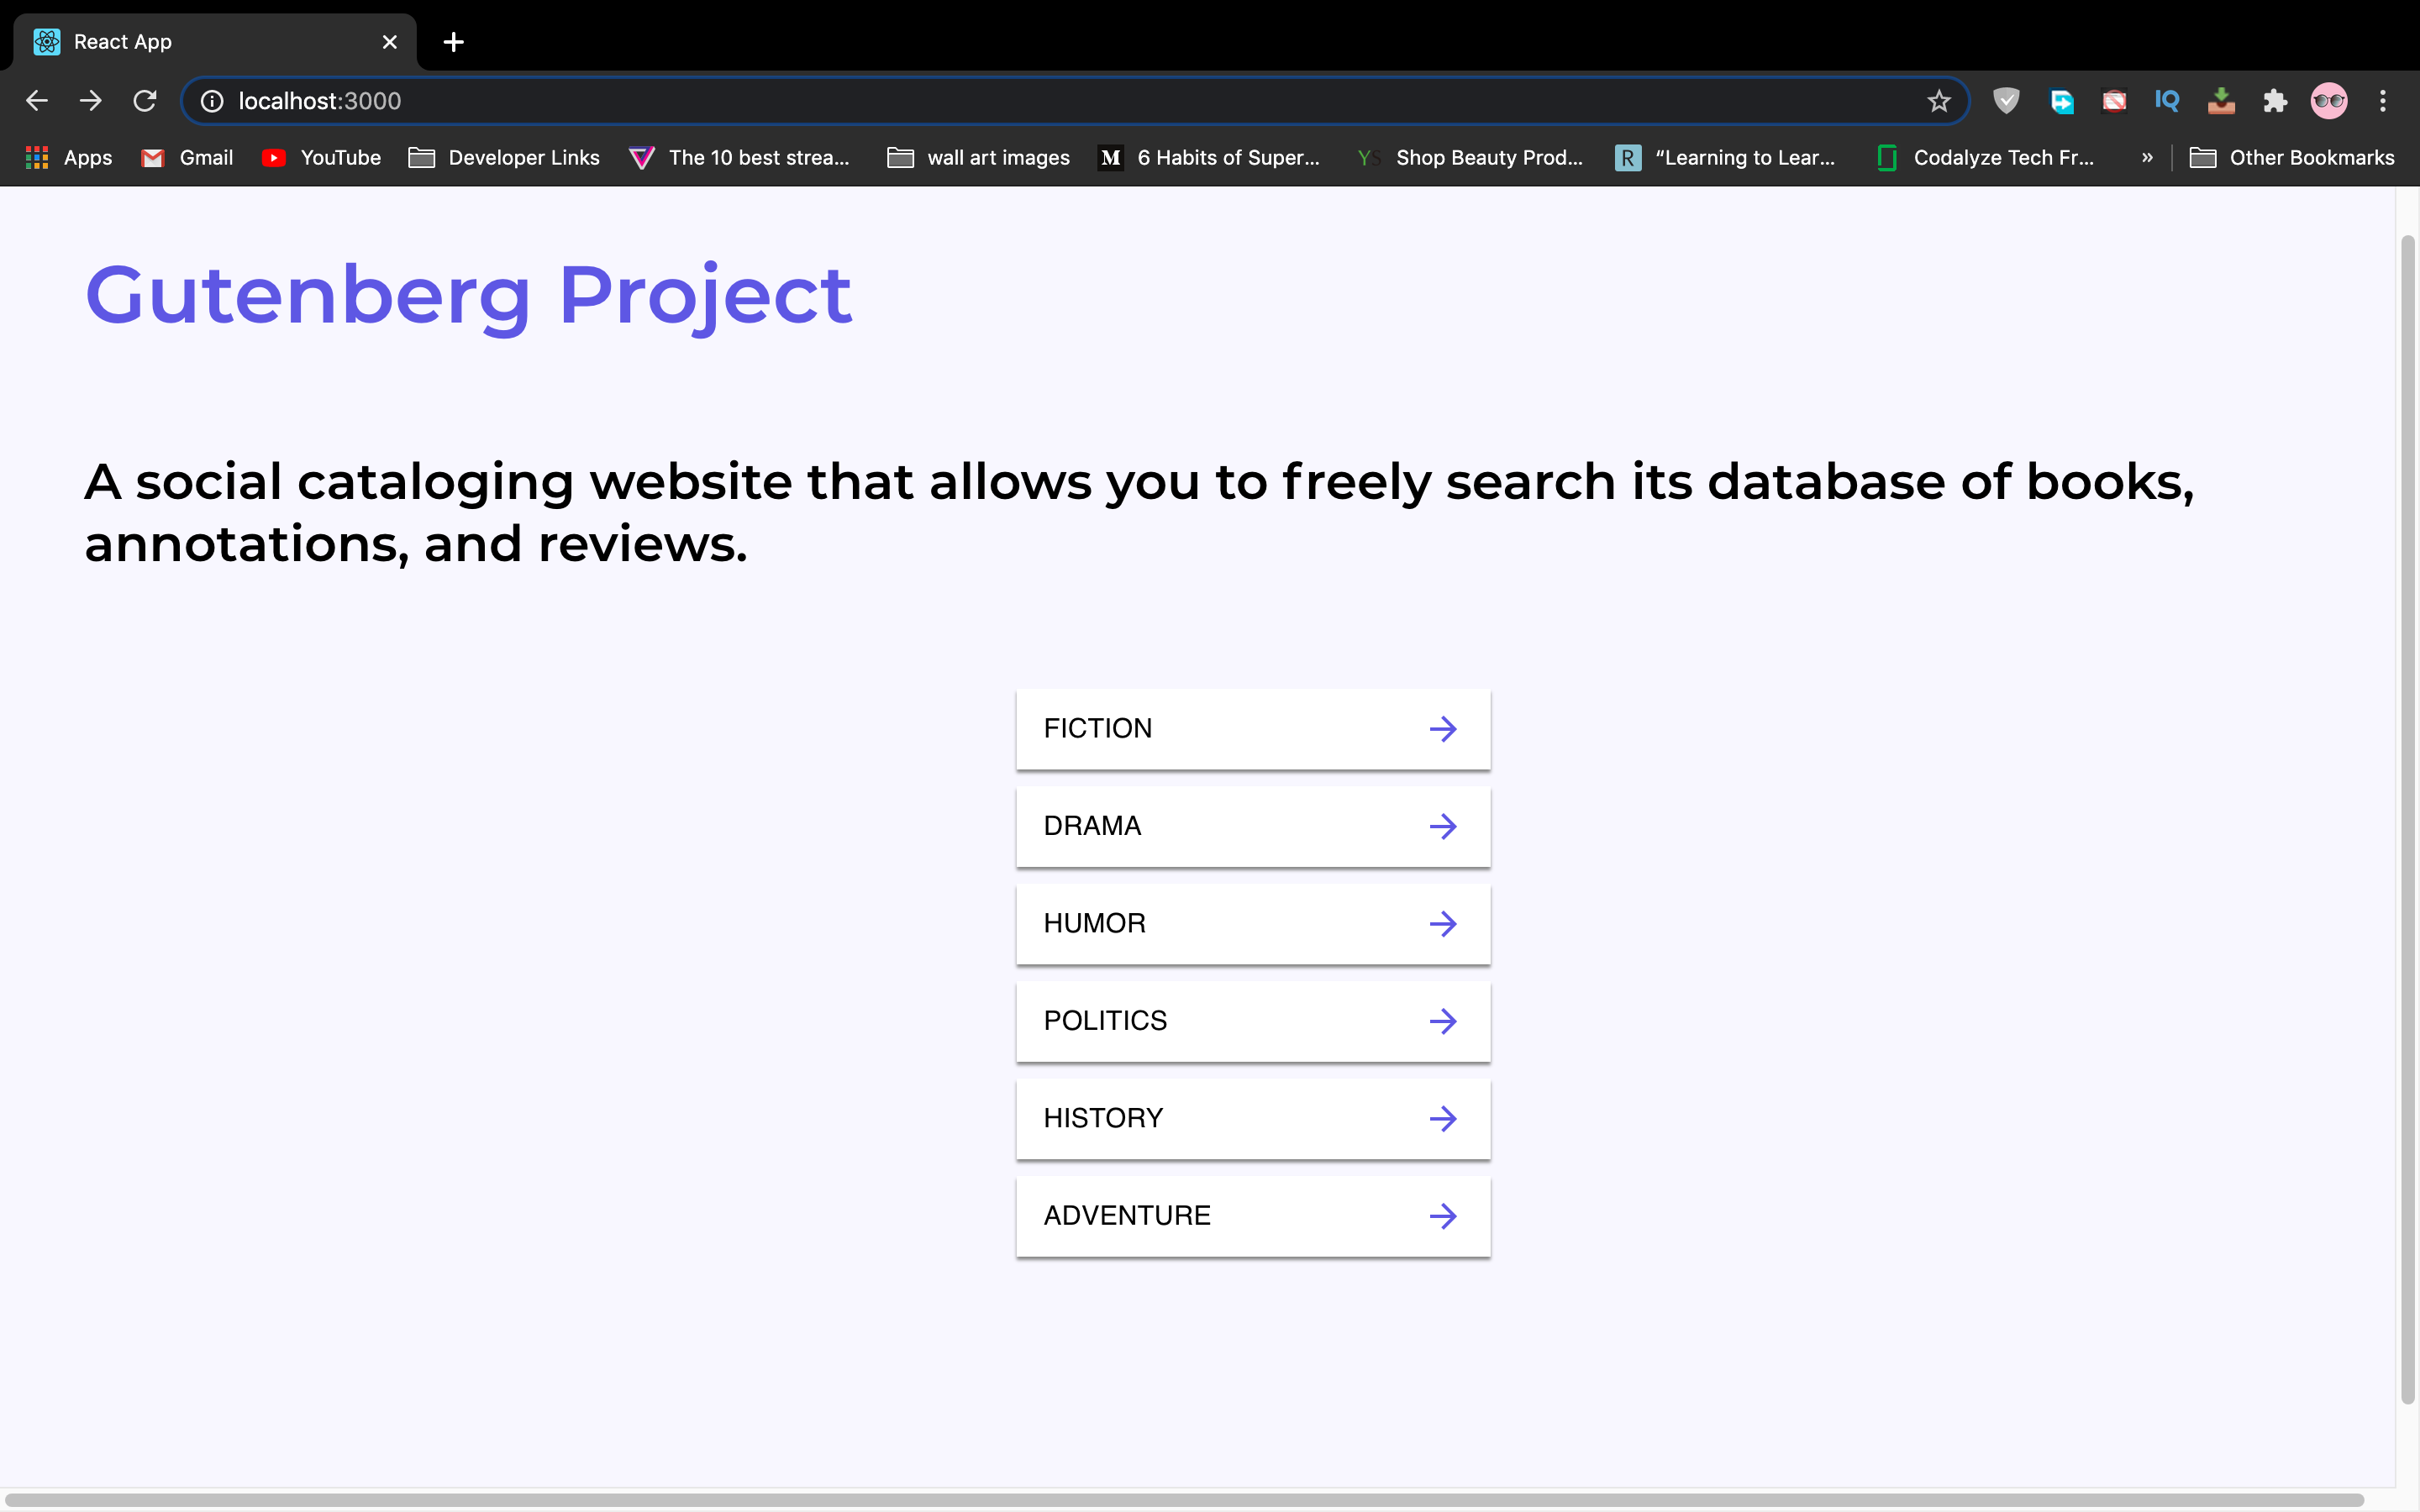 React App
localhost:3000
IQ
Apps Gmail YouTube Developer Links The 10 best strea... wall art images M 6 Habits of Super... YS Shop Beauty Prod... R “Learning to Lear... Codalyze Tech Fr... » Other Bookmarks
Gutenberg Project
A social cataloging website that allows you to freely search its database of books,
annotations, and reviews.
FICTION
DRAMA
HUMOR
POLITICS
HISTORY
ADVENTURE